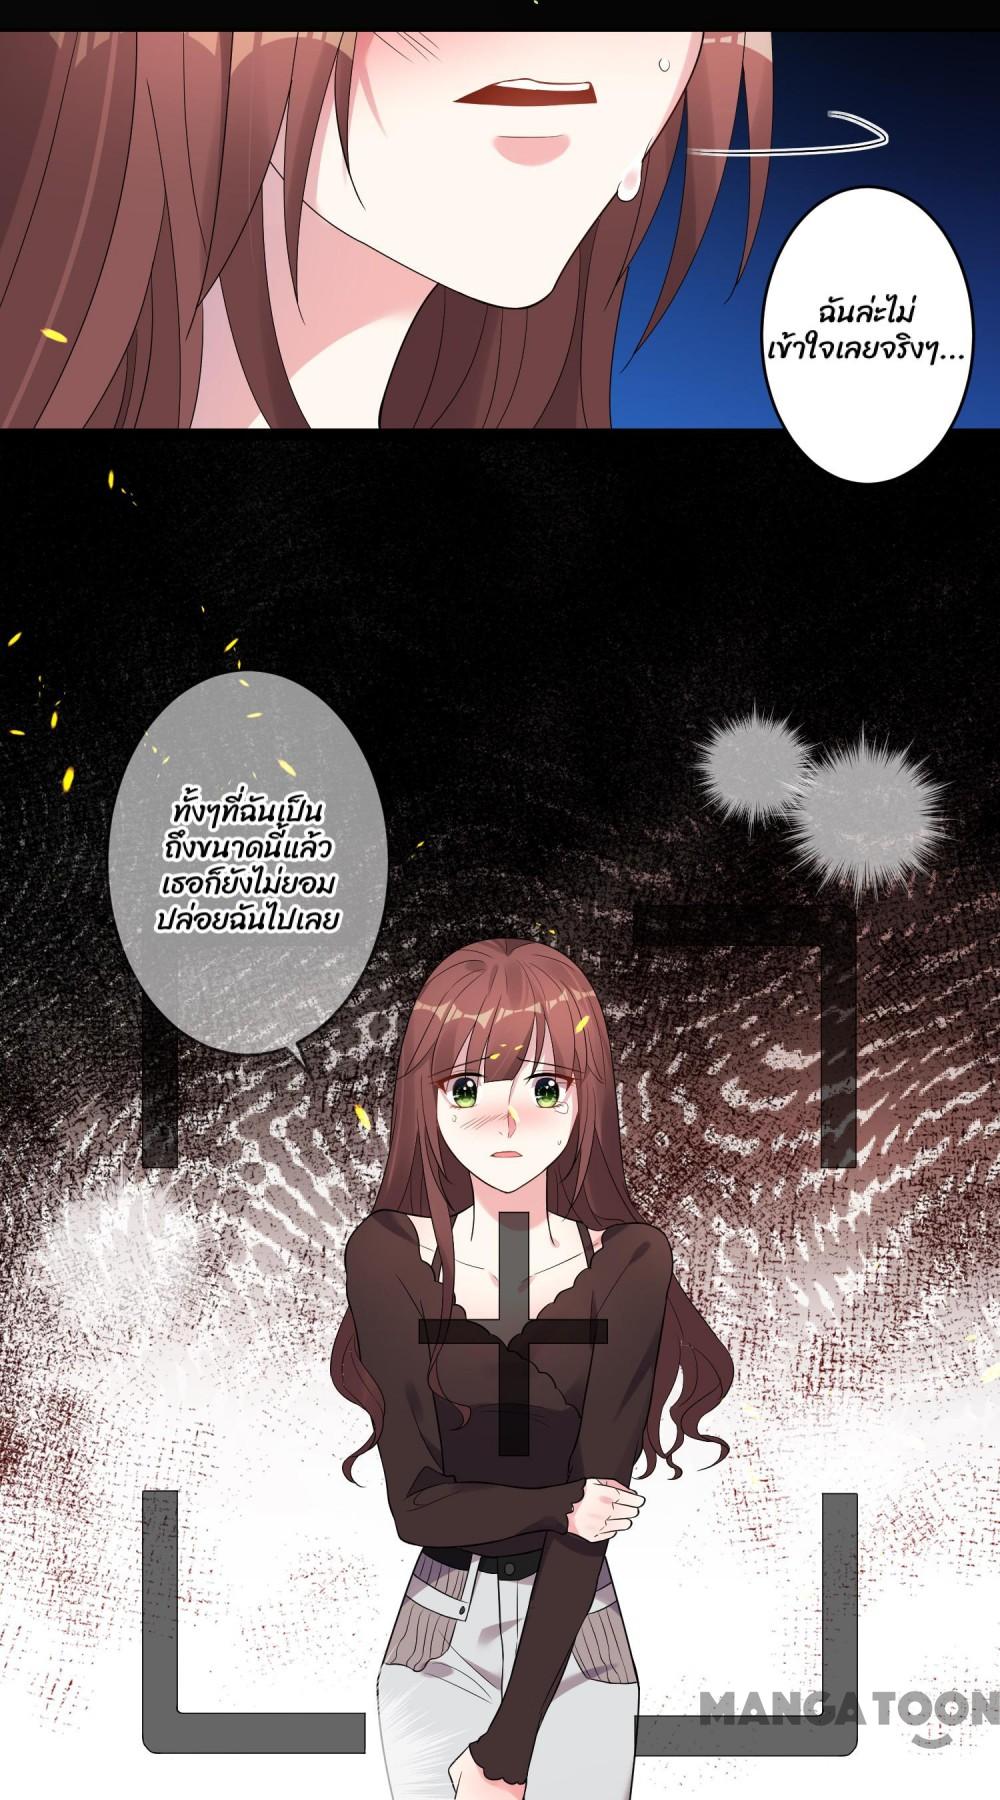 ฉันล่ะไม่
เข้าใจเลยจริงๆ...
ทั้งๆที่ฉันเป็น
ถึงขนาดนี้แล้ว
เธอก็ยังไม่ยอม
ปล่อยฉันไปเลย
MANGATOON